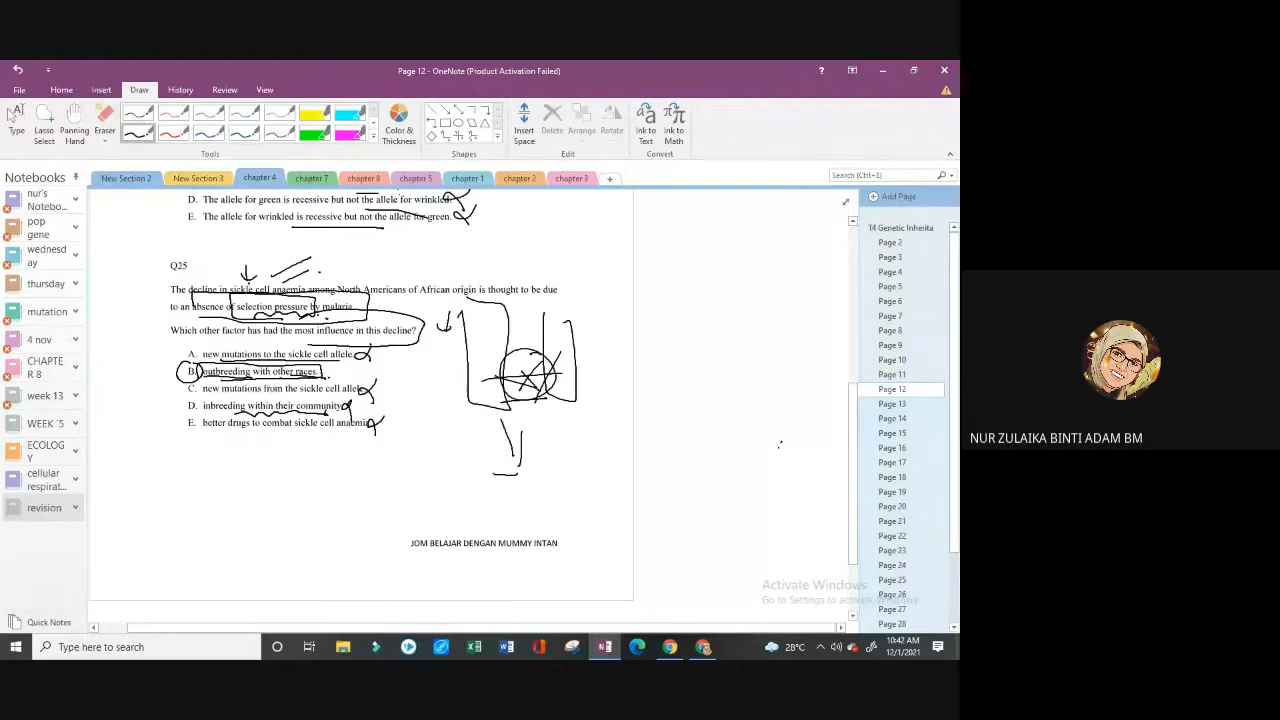 Page 12 - OneNote (Product Activation Failed)
?
File Home Insert Draw History Review View
Type
Lasso Select
Panning Hand
Eraser
Color & Thickness
Insert Space
Delete
Arrange
Rotate
Ink to Text
Ink to Math
Tools
Shapes
Edit
Convert
Notebooks
New Section 2
New Section 3
chapter 4
chapter 7
chapter 8
chapter 5
chapter 1
chapter 2
chapter 3
+
Search (Ctrl+E)
nur's Notebo...
pop gene
wednes day
thursday
mutation
4 nov
CHAPTE R 8
week 13
WEEK `5
ECOLO GY
cellular respirat...
revision
Quick Notes
D. The allele for green is recessive but not the allele for wrinkled.
E. The allele for wrinkled is recessive but not the allele for green.
Q25
The decline in sickle cell anaemia among North Americans of African origin is thought to be due
to an absence of selection pressure by malaria.
Which other factor has had the most influence in this decline?
A. new mutations to the sickle cell allele.
B. outbreeding with other races.
C. new mutations from the sickle cell allele
D. inbreeding within their community
E. better drugs to combat sickle cell anaemia
JOM BELAJAR DENGAN MUMMY INTAN
Activate Windows
Go to Settings to activate Windows.
Add Page
T4 Genetic Inherita
Page 2
Page 3
Page 4
Page 5
Page 6
Page 7
Page 8
Page 9
Page 10
Page 11
Page 12
Page 13
Page 14
Page 15
Page 16
Page 17
Page 18
Page 19
Page 20
Page 21
Page 22
Page 23
Page 24
Page 25
Page 26
Page 27
Page 28
NUR ZULAIKA BINTI ADAM BM
Type here to search
28°C
10:42 AM
12/1/2021